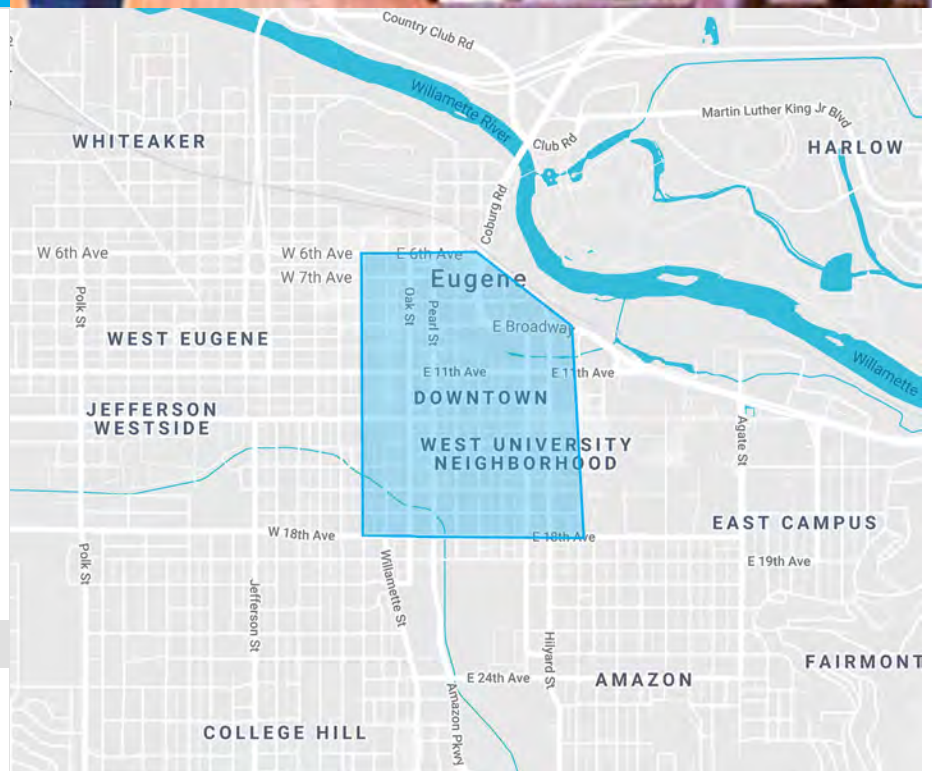 Country Club Rd
Willamette River
Martin Luther King Jr Blvd
WHITEAKER
Club Rd
HARLOW
Coburg Rd
W 6th Ave
W 6th Ave
E 6th Ave
W 7th Ave
Eugene
Polk St
Oak St
Pearl St
E Broadway
WEST EUGENE
Willamette
E 11th Ave
E 11th Ave
DOWNTOWN
JEFFERSON
WESTSIDE
Agate St
WEST UNIVERSITY
NEIGHBORHOOD
EAST CAMPUS
W 18th Ave
E 18th Ave
Polk St
Willamette St
E 19th Ave
Jefferson St
Hilyard St
FAIRMONT
E 24th Ave
AMAZON
Amazon Pkwy
COLLEGE HILL